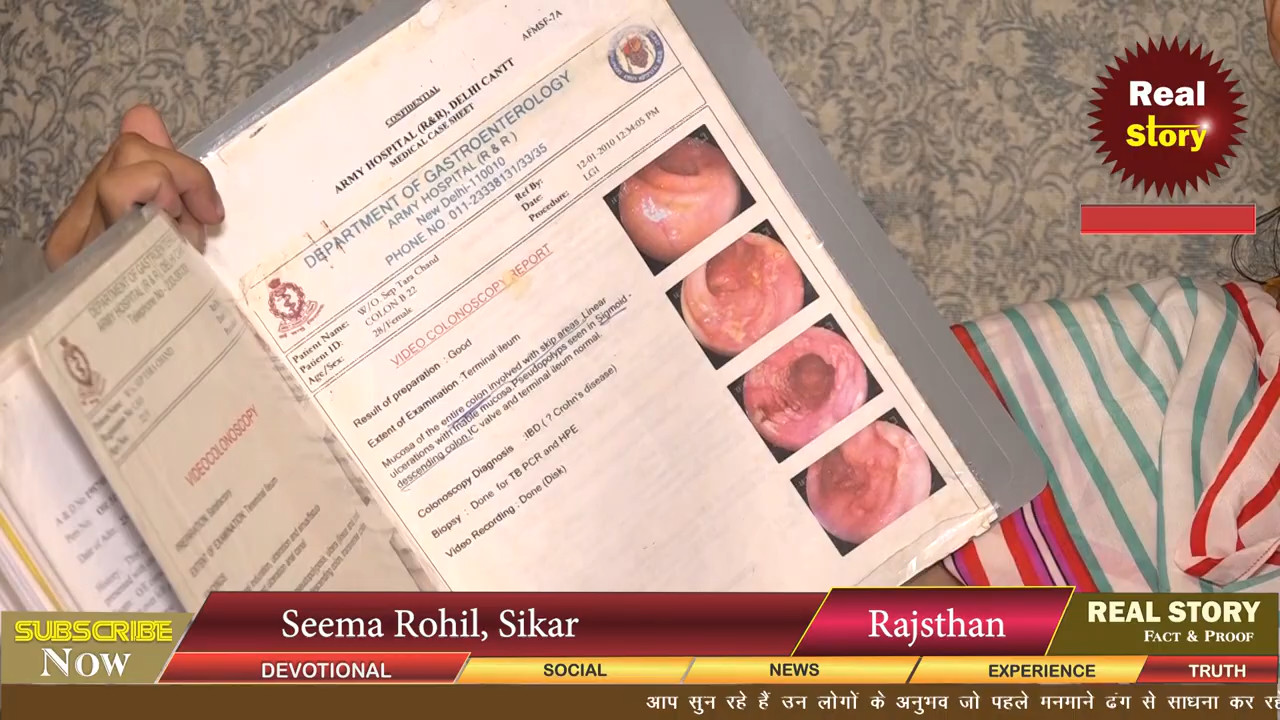 AFMSF-7A
CONFIDENTIAL
ARMY HOSPITAL (R&R), DELHI CANTT
MEDICAL CASE SHEET
DEPARTMENT OF GASTROENTEROLOGY
ARMY HOSPITAL (R & R)
New Delhi-110010
PHONE NO 011-23338131/33/35
Patient Name: W/O. Sep Tara Chand
Patient ID: COLON B 22
Age/Sex: 28/Female
Ref By:
Date: 12-01-2010 12:34:05 PM
Procedure: LGI
VIDEO COLONOSCOPY REPORT
Result of preparation : Good
Extent of Examination :Terminal ileum
Mucosa of the entire colon involved with skip areas .Linear
ulcerations with friable mucosa.Pseudopolyps seen in Sigmoid -
descending colon.IC valve and terminal ileum normal.
Colonoscopy Diagnosis :IBD ( ? Crohn's disease)
Biopsy : Done for TB PCR and HPE
Video Recording : Done (Disk)
VIDEOCOLONOSCOPY
Real
Story
SUBSCRIBE
Now
Seema Rohil, Sikar
Rajsthan
REAL STORY
FACT & PROOF
DEVOTIONAL
SOCIAL
NEWS
EXPERIENCE
TRUTH
आप सुन रहे हैं उन लोगों के अनुभव जो पहले मनमाने ढंग से साधना कर रहे